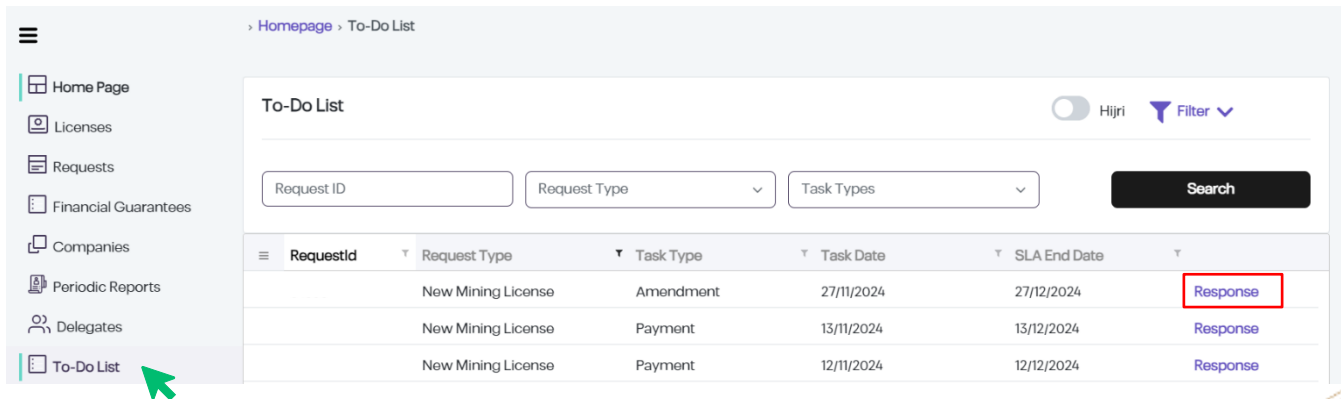 › Homepage › To-Do List
Home Page
Licenses
Requests
Financial Guarantees
Companies
Periodic Reports
Delegates
To-Do List
To-Do List
Hijri
Filter
Request ID
Request Type
Task Types
Search
RequestId Request Type Task Type Task Date SLA End Date
New Mining License Amendment 27/11/2024 27/12/2024 Response
New Mining License Payment 13/11/2024 13/12/2024 Response
New Mining License Payment 12/11/2024 12/12/2024 Response